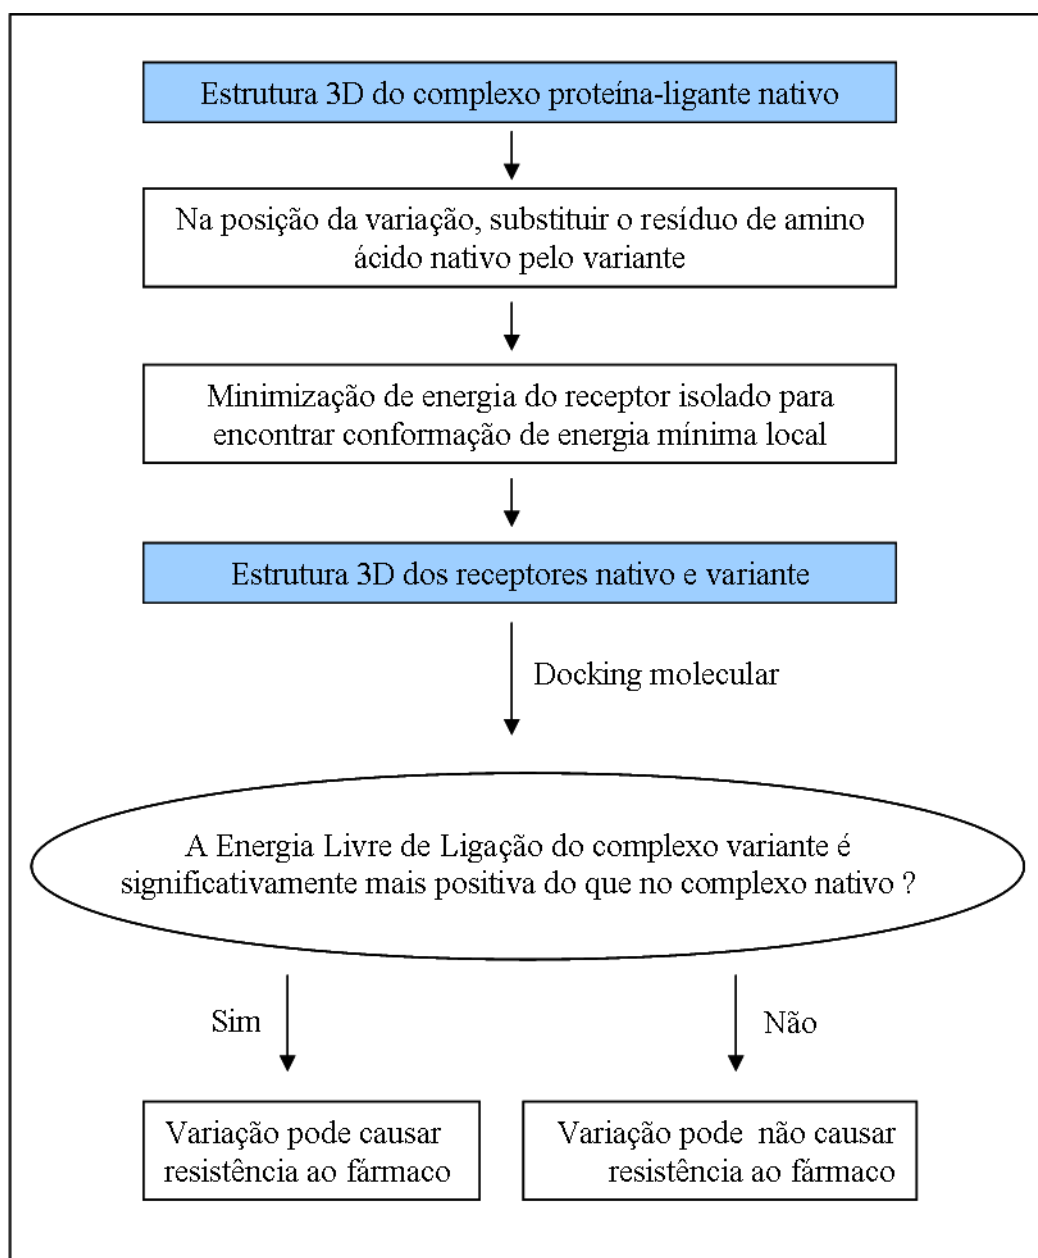 Estrutura 3D do complexo proteína-ligante nativo
Na posição da variação, substituir o resíduo de amino
ácido nativo pelo variante
Minimização de energia do receptor isolado para
encontrar conformação de energia mínima local
Estrutura 3D dos receptores nativo e variante
Docking molecular
A Energia Livre de Ligação do complexo variante é
significativamente mais positiva do que no complexo nativo ?
Sim
Não
Variação pode causar
resistência ao fármaco
Variação pode não causar
resistência ao fármaco